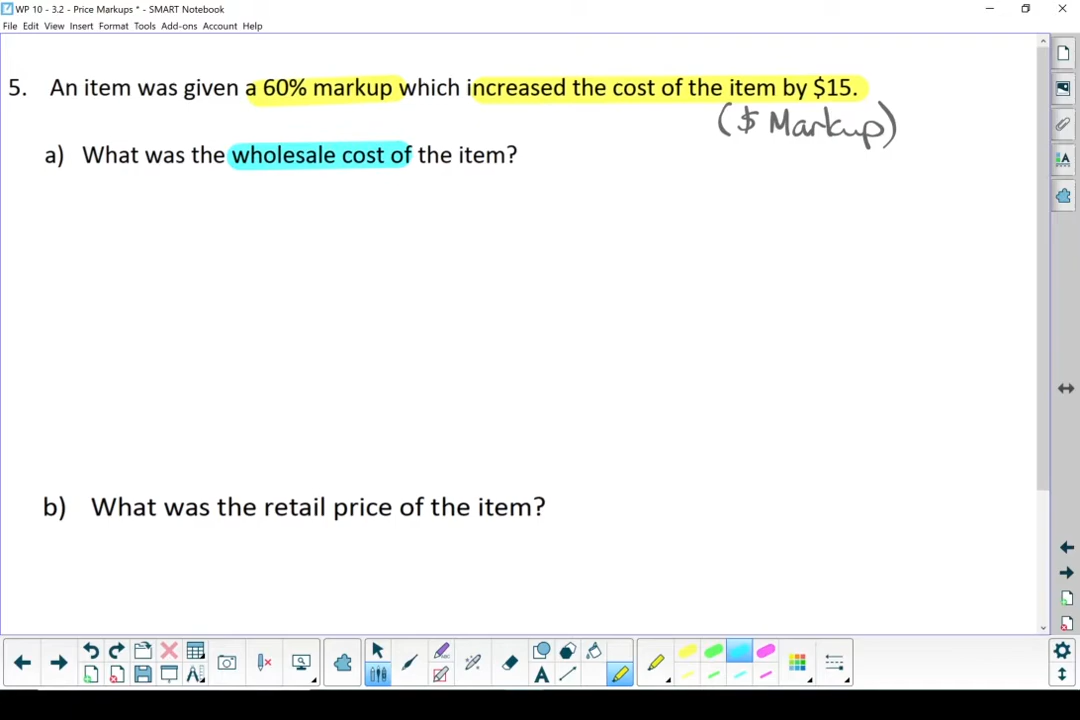 WP 10 - 3.2 - Price Markups * - SMART Notebook
File Edit View Insert Format Tools Add-ons Account Help
5. An item was given a 60% markup which increased the cost of the item by $15.
($ Markup)
a) What was the wholesale cost of the item?
b) What was the retail price of the item?